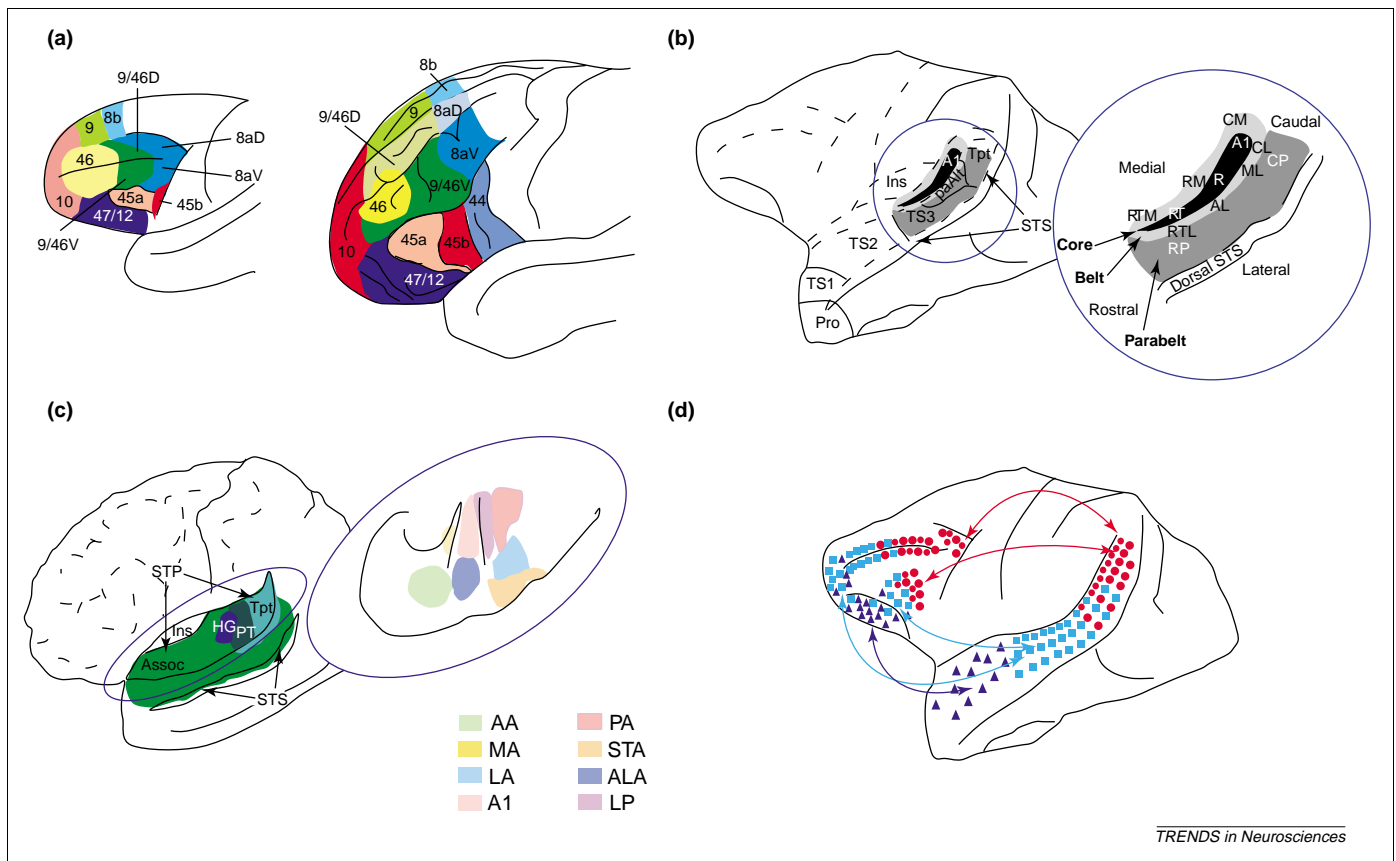 (a)
9/46D
9
8b
46
8aD
8aV
10
45a
45b
47/12
9/46V
8b
9
8aD
9/46D
8aV
9/46V
46
44
45a
45b
10
47/12
(b)
A1
Tpt
Ins
paAlt
TS3
STS
TS2
TS1
Pro
CM
Caudal
A1
CL
CP
Medial
ML
RM
R
AL
RTM
RT
RTL
Core
RP
Belt
Dorsal STS
Lateral
Rostral
Parabelt
(c)
STP
Tpt
Ins
HG
PT
Assoc
STS
AA
PA
MA
STA
LA
ALA
A1
LP
(d)
TRENDS in Neurosciences